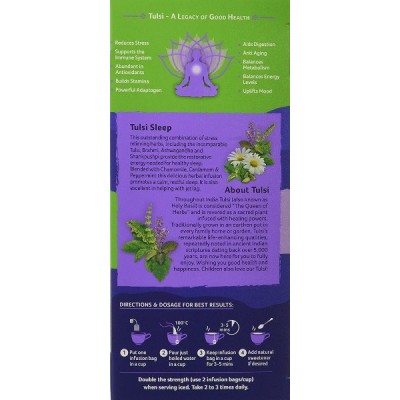 Tulsi - A Legacy of Good Health
Reduces Stress
Supports the
Immune System
Abundant in
Antioxidants
Builds Stamina
Powerful Adaptogen
Aids Digestion
Anti Aging
Balances
Metabolism
Balances Energy
Levels
Uplifts Mood
Tulsi Sleep
This outstanding combination of stress
relieving herbs, including the incomparable
Tulsi, Brahmi, Ashwagandha and
Shankpushpi provide the restorative
energy needed for healthy sleep.
Blended with Chamomile, Cardamom &
Peppermint this delicious herbal infusion
promotes a calm, restful sleep. It is also
excellent in helping with jet lag.
About Tulsi
Throughout India Tulsi (also known as
Holy Basil) is considered "The Queen of
Herbs" and is revered as a sacred plant
infused with healing powers.
Traditionally grown in an earthen pot in
every family home or garden, Tulsi's
remarkable life-enhancing qualities,
repeatedly noted in ancient Indian
scriptures dating back over 5,000
years, are now here for you to fully
enjoy. Wishing you good health and
happiness. Children also love our Tulsi!
DIRECTIONS & DOSAGE FOR BEST RESULTS:
100°C
3-5
mins
1 Put one
infusion bag
in a cup
2 Pour just
boiled water
in a cup
3 Keep infusion
bag in a cup
for 3-5 mins
4 Add natural
sweetener
if desired
Double the strength (use 2 infusion bags/cup)
when serving iced. Take 2 to 3 times daily.